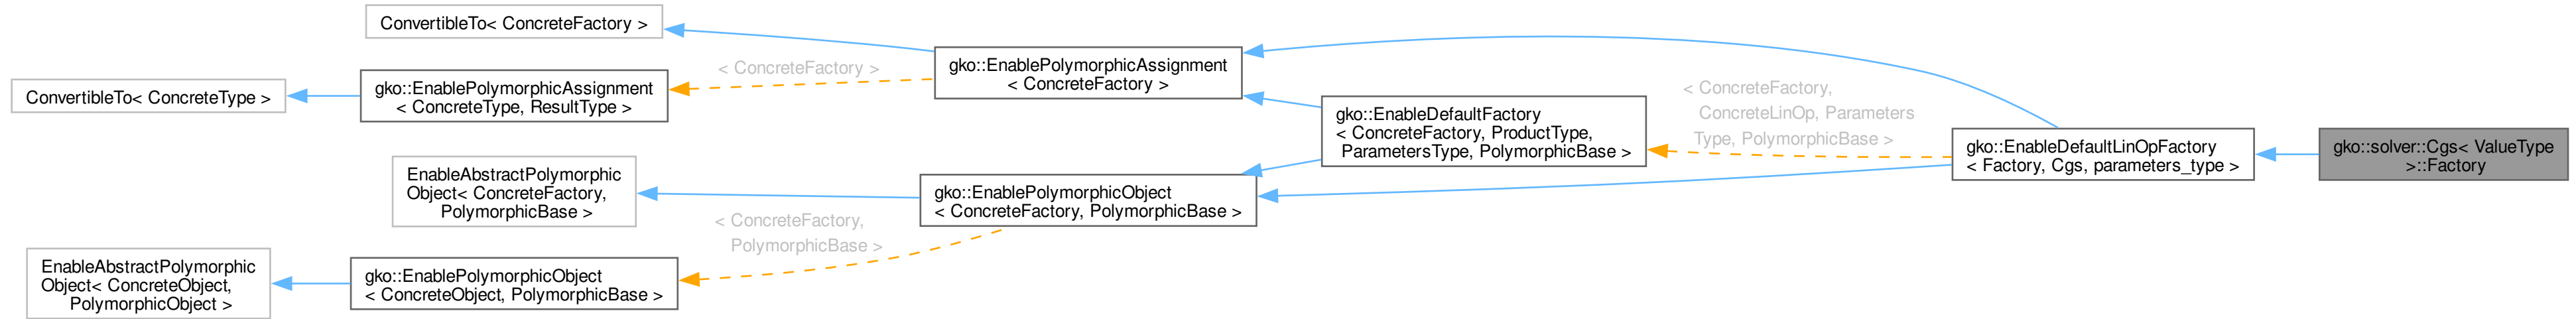 ConvertibleTo< ConcreteFactory >
ConvertibleTo< ConcreteType >
gko::EnablePolymorphicAssignment
< ConcreteType, ResultType >
< ConcreteFactory >
gko::EnablePolymorphicAssignment
< ConcreteFactory >
EnableAbstractPolymorphic
Object< ConcreteFactory,
PolymorphicBase >
EnableAbstractPolymorphic
Object< ConcreteObject,
PolymorphicObject >
gko::EnablePolymorphicObject
< ConcreteObject, PolymorphicBase >
< ConcreteFactory,
PolymorphicBase >
gko::EnablePolymorphicObject
< ConcreteFactory, PolymorphicBase >
gko::EnableDefaultFactory
< ConcreteFactory, ProductType,
ParametersType, PolymorphicBase >
< ConcreteFactory,
ConcreteLinOp, Parameters
Type, PolymorphicBase >
gko::EnableDefaultLinOpFactory
< Factory, Cgs, parameters_type >
gko::solver::Cgs< ValueType
>::Factory